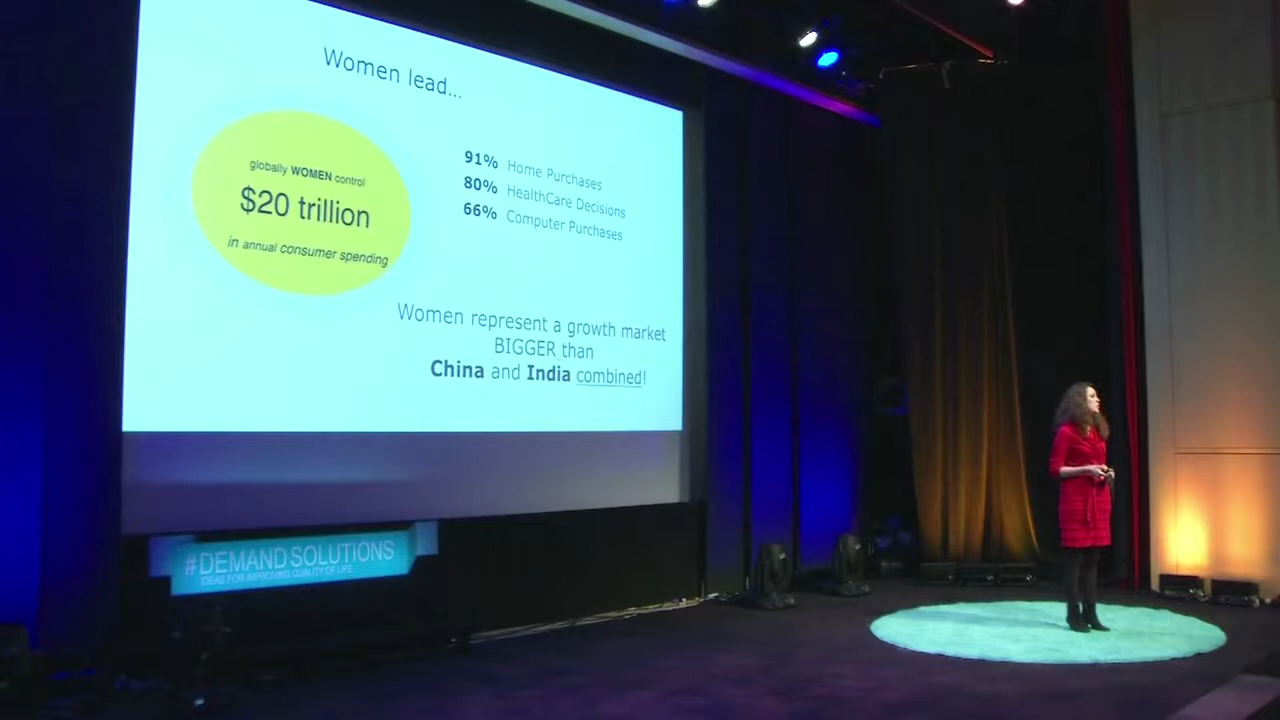 Women lead...
globally WOMEN control
$20 trillion
in annual consumer spending
91% Home Purchases
80% HealthCare Decisions
66% Computer Purchases
Women represent a growth market
BIGGER than
China and India combined!
#DEMAND SOLUTIONS
IDEAS FOR IMPROVING QUALITY OF LIFE